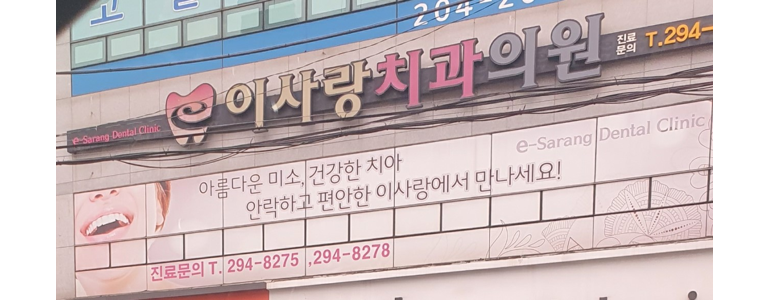 204-20
e-Sarang Dental Clinic
이사랑치과의원
진료
문의
T.294-
e-Sarang Dental Clinic
아름다운 미소, 건강한 치아
안락하고 편안한 이사랑에서 만나세요!
진료문의 T. 294-8275 ,294-8278